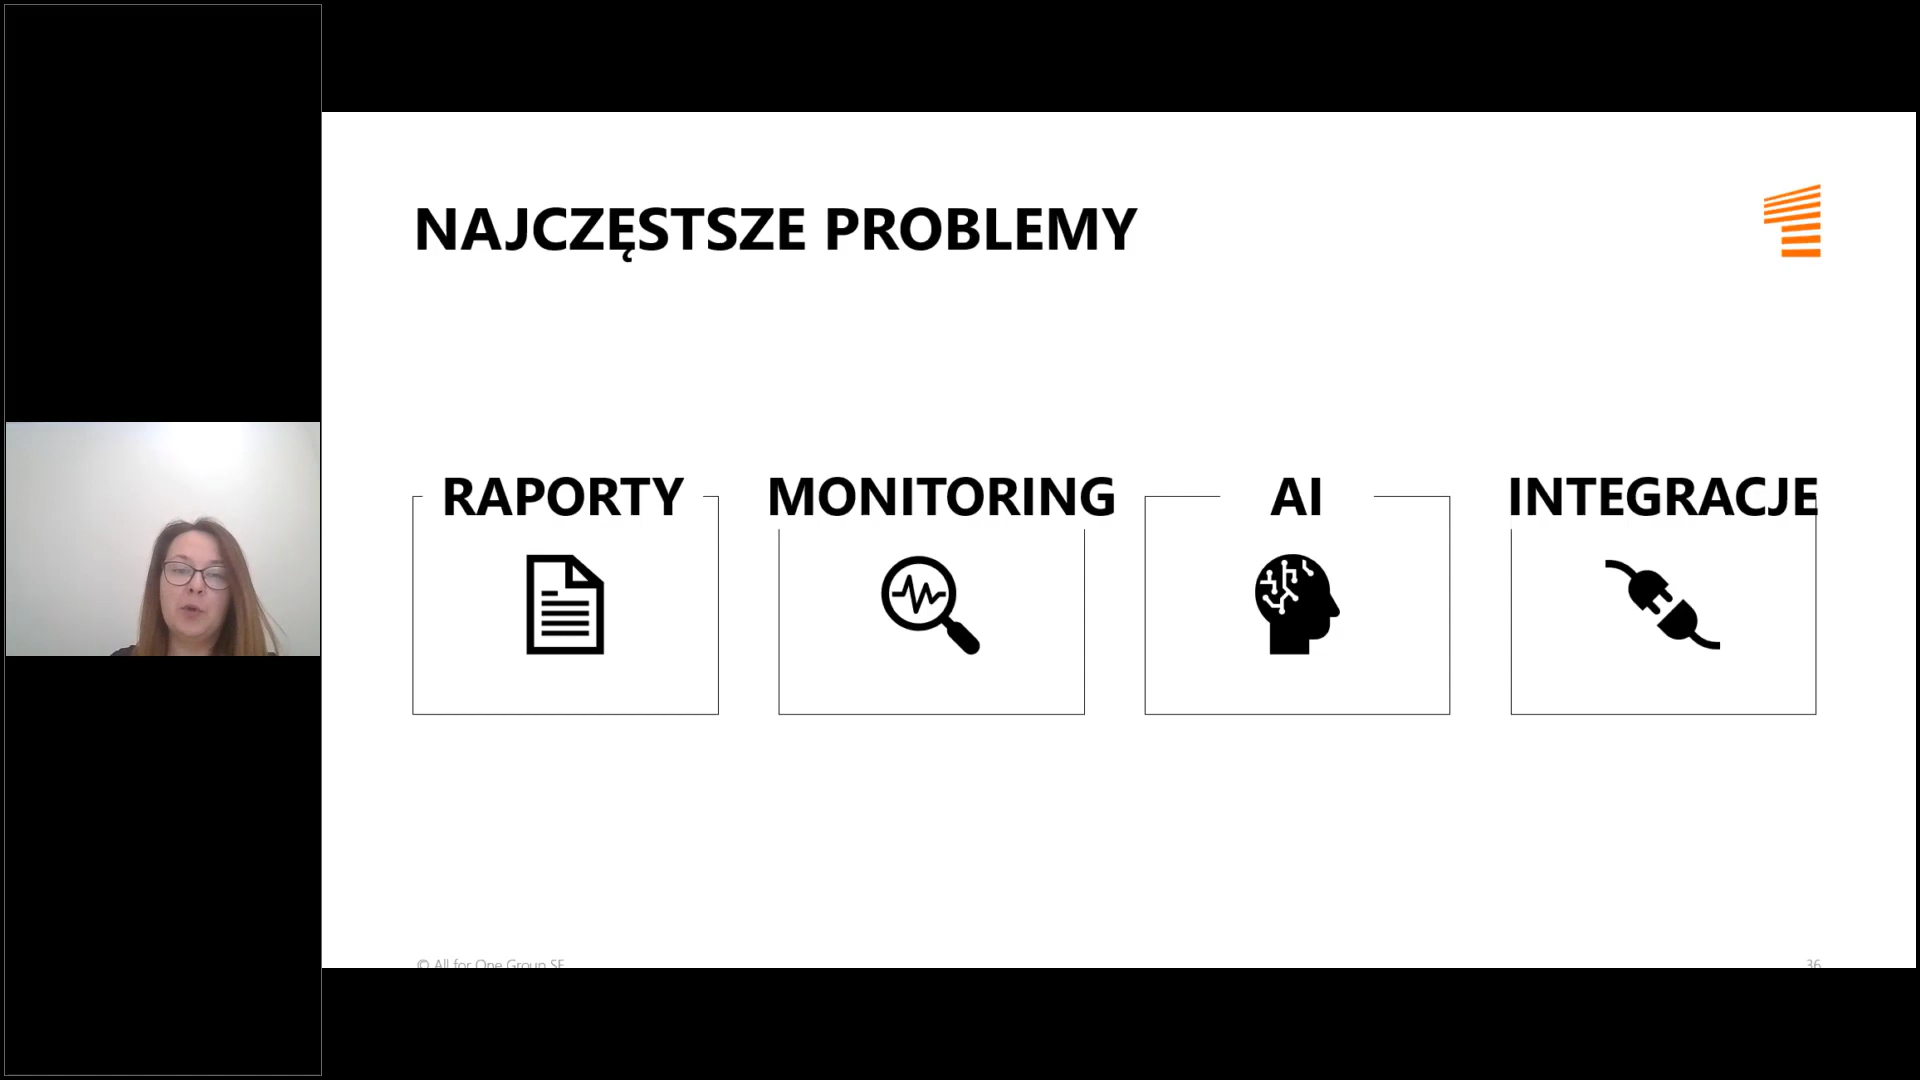 NAJCZĘSTSZE PROBLEMY
RAPORTY
MONITORING
AI
INTEGRACJE
© All for One Group SE
36